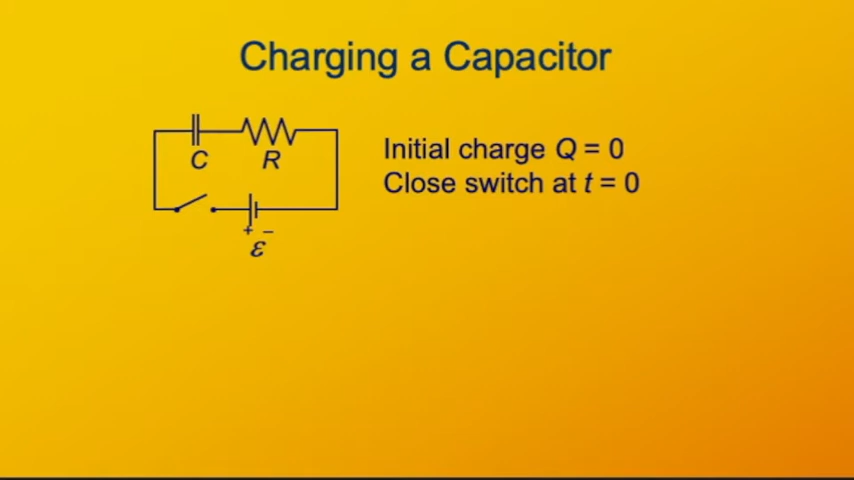 Charging a Capacitor
C R
Initial charge Q = 0
Close switch at t = 0
+ −
ε